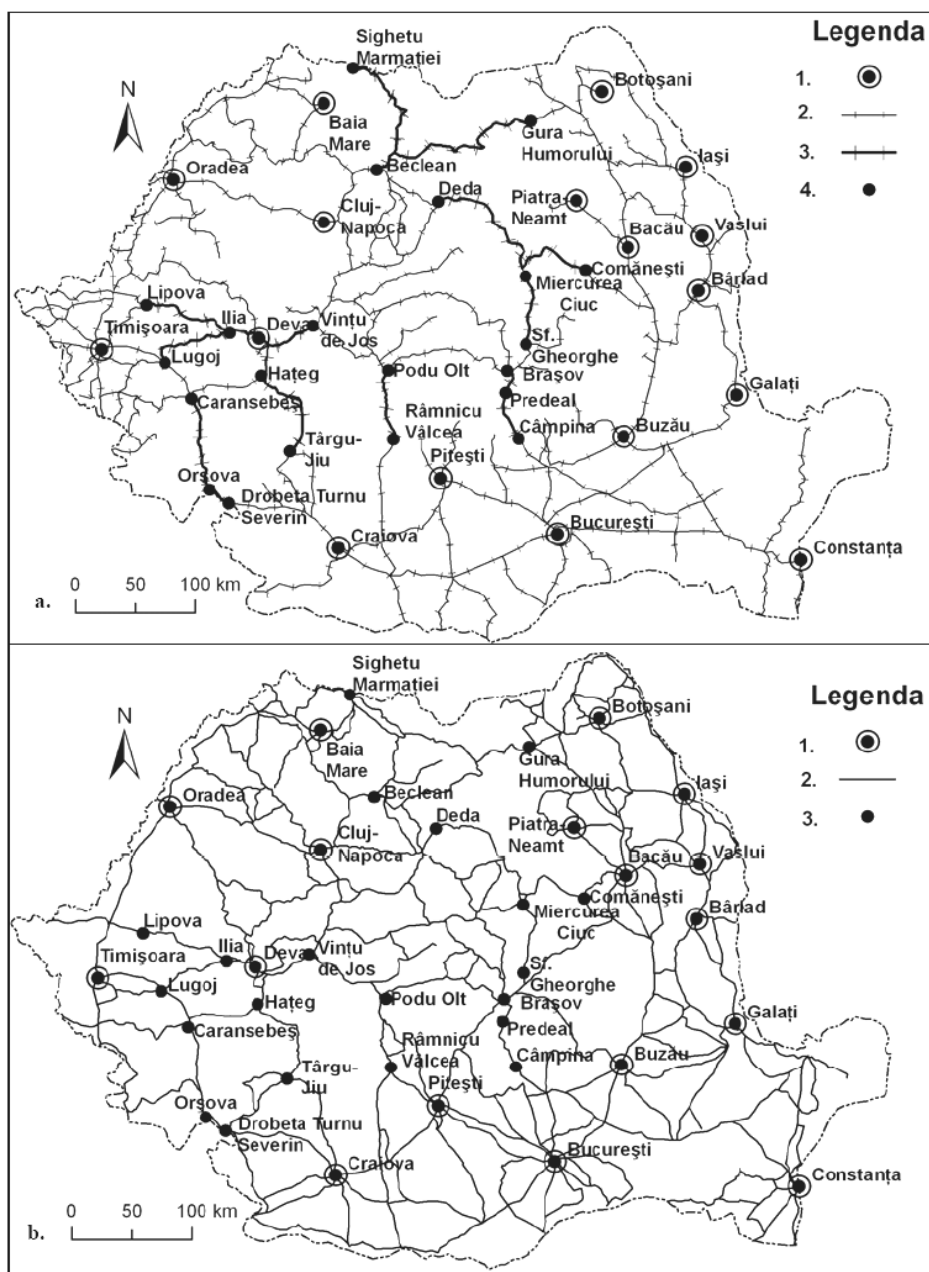 Legenda
1.
2.
3.
4.
N
Sighetu
Marmației
Botoșani
Baia
Mare
Gura
Humorului
Iași
Oradea
Beclean
Deda
Piatra-
Neamt
Cluj-
Napoca
Bacău
Vaslui
Comănești
Miercurea
Ciuc
Bârlad
Lipova
Ilia
Timișoara
Deva
Vințu
de Jos
Sf.
Gheorghe
Lugoj
Hațeg
Podu Olt
Brașov
Galați
Caransebeș
Predeal
Râmnicu
Vâlcea
Câmpina
Buzău
Târgu-
Jiu
Pitești
Orșova
Drobeta Turnu
Severin
București
Craiova
Constanța
0 50 100 km
a.
Legenda
1.
2.
3.
N
Sighetu
Marmației
Botoșani
Baia
Mare
Gura
Humorului
Iași
Oradea
Beclean
Deda
Piatra-
Neamt
Cluj-
Napoca
Bacău
Vaslui
Comănești
Miercurea
Ciuc
Bârlad
Lipova
Ilia
Timișoara
Deva
Vințu
de Jos
Sf.
Gheorghe
Lugoj
Hațeg
Podu Olt
Brașov
Galați
Caransebeș
Predeal
Râmnicu
Vâlcea
Câmpina
Buzău
Târgu-
Jiu
Pitești
Orșova
Drobeta Turnu
Severin
București
Craiova
Constanța
0 50 100 km
b.